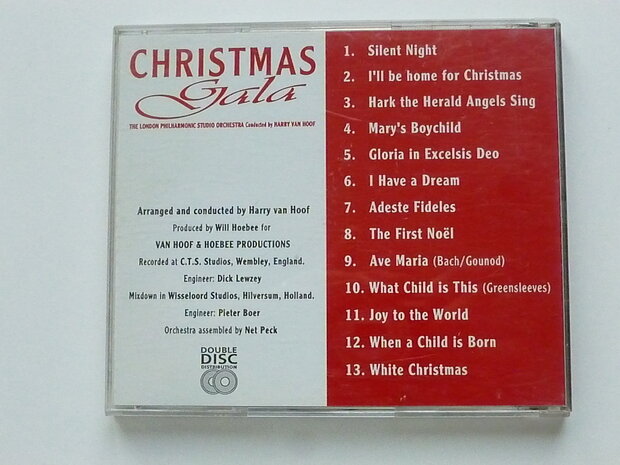 CHRISTMAS
Gala
THE LONDON PHILHARMONIC STUDIO ORCHESTRA Conducted by HARRY VAN HOOF
Arranged and conducted by Harry van Hoof
Produced by Will Hoebee for
VAN HOOF & HOEBEE PRODUCTIONS
Recorded at C.T.S. Studios, Wembley, England.
Engineer: Dick Lewzey
Mixdown in Wisseloord Studios, Hilversum, Holland.
Engineer: Pieter Boer
Orchestra assembled by Net Peck
DOUBLE
DISC
DISTRIBUTION
1. Silent Night
2. I'll be home for Christmas
3. Hark the Herald Angels Sing
4. Mary's Boychild
5. Gloria in Excelsis Deo
6. I Have a Dream
7. Adeste Fideles
8. The First Noël
9. Ave Maria (Bach/Gounod)
10. What Child is This (Greensleeves)
11. Joy to the World
12. When a Child is Born
13. White Christmas